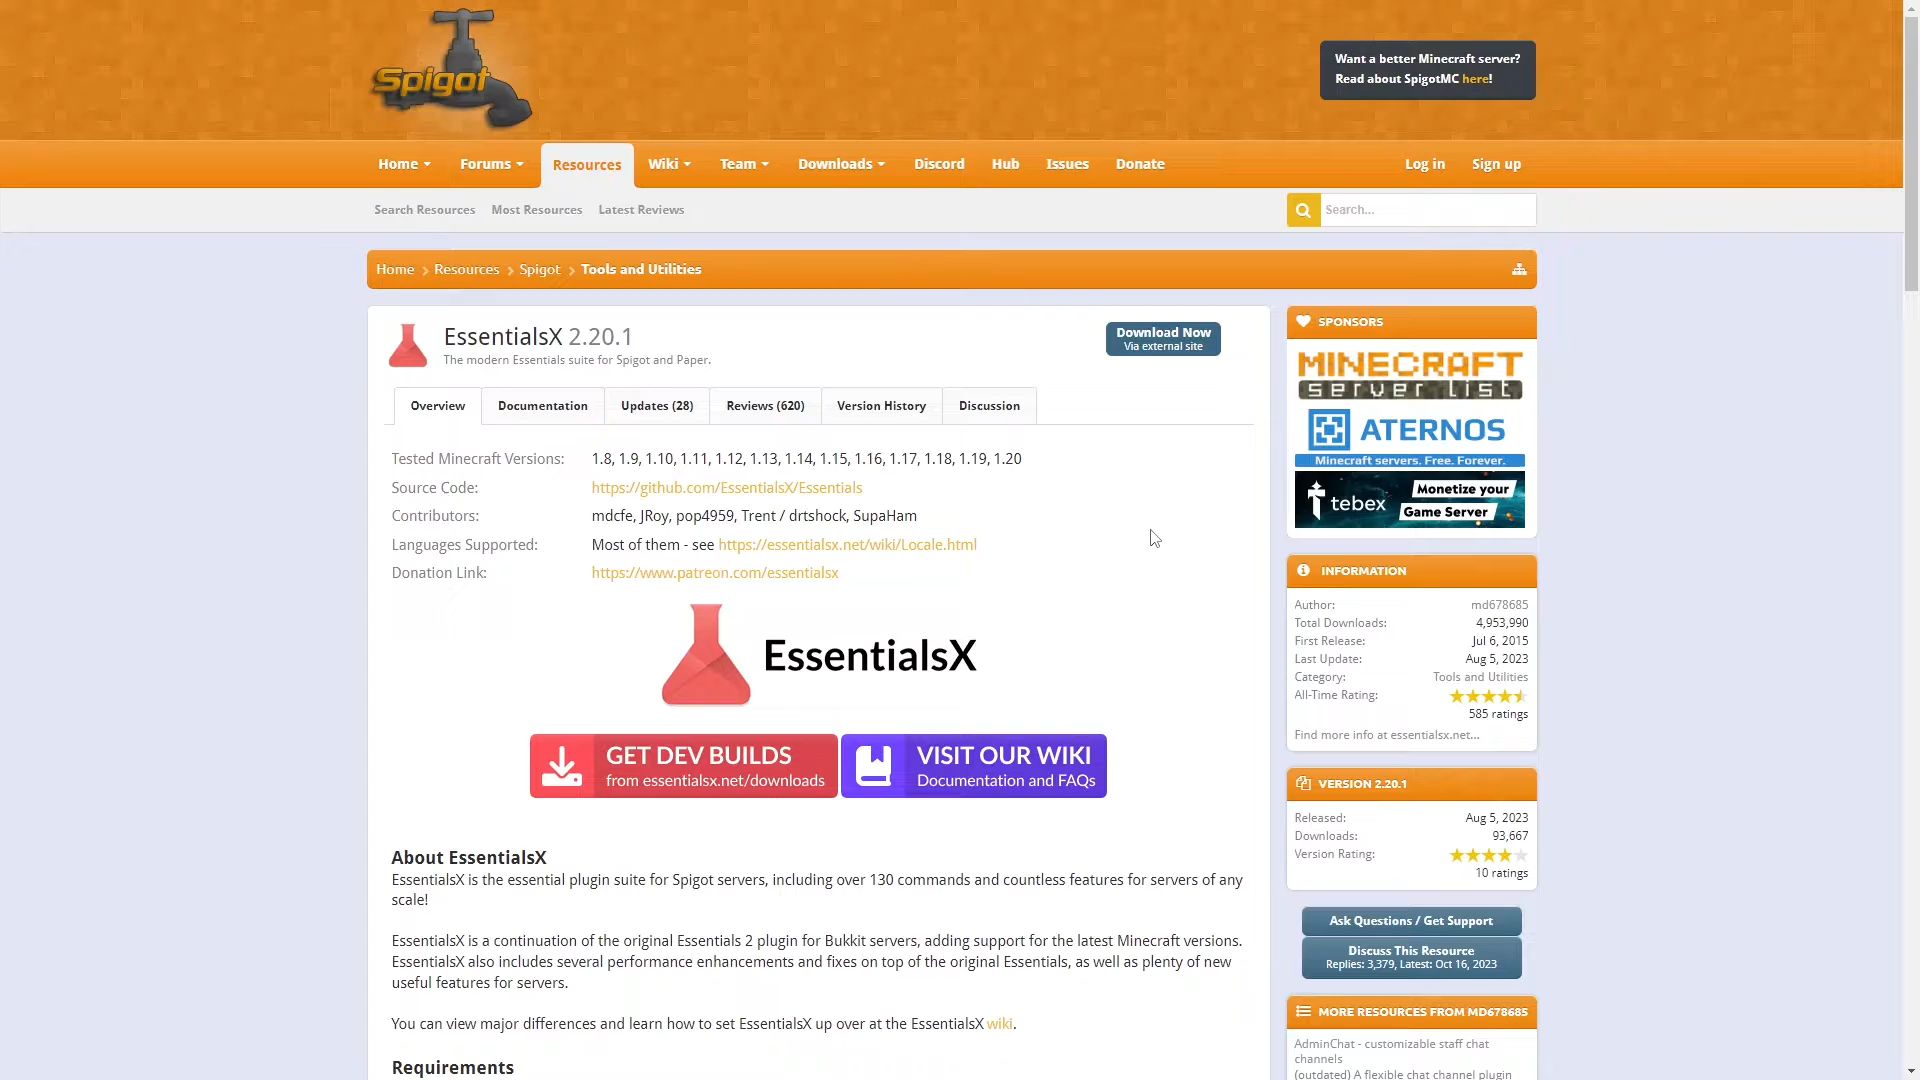 Spigot
Want a better Minecraft server?
Read about SpigotMC here!
Home Forums Resources Wiki Team Downloads Discord Hub Issues Donate Log in Sign up
Search Resources Most Resources Latest Reviews Search...
Home Resources Spigot Tools and Utilities
EssentialsX 2.20.1
The modern Essentials suite for Spigot and Paper.
Download Now
Via external site
Overview Documentation Updates (28) Reviews (620) Version History Discussion
Tested Minecraft Versions: 1.8, 1.9, 1.10, 1.11, 1.12, 1.13, 1.14, 1.15, 1.16, 1.17, 1.18, 1.19, 1.20
Source Code: https://github.com/EssentialsX/Essentials
Contributors: mdcfe, JRoy, pop4959, Trent / drtshock, SupaHam
Languages Supported: Most of them - see https://essentialsx.net/wiki/Locale.html
Donation Link: https://www.patreon.com/essentialsx
EssentialsX
GET DEV BUILDS
from essentialsx.net/downloads
VISIT OUR WIKI
Documentation and FAQs
About EssentialsX
EssentialsX is the essential plugin suite for Spigot servers, including over 130 commands and countless features for servers of any
scale!
EssentialsX is a continuation of the original Essentials 2 plugin for Bukkit servers, adding support for the latest Minecraft versions.
EssentialsX also includes several performance enhancements and fixes on top of the original Essentials, as well as plenty of new
useful features for servers.
You can view major differences and learn how to set EssentialsX up over at the EssentialsX wiki.
Requirements
SPONSORS
MINECRAFT
server list
ATERNOS
Minecraft servers. Free. Forever.
tebex
Monetize your
Game Server
INFORMATION
Author: md678685
Total Downloads: 4,953,990
First Release: Jul 6, 2015
Last Update: Aug 5, 2023
Category: Tools and Utilities
All-Time Rating:
585 ratings
Find more info at essentialsx.net...
VERSION 2.20.1
Released: Aug 5, 2023
Downloads: 93,667
Version Rating:
10 ratings
Ask Questions / Get Support
Discuss This Resource
Replies: 3,379, Latest: Oct 16, 2023
MORE RESOURCES FROM MD678685
AdminChat - customizable staff chat
channels
(outdated) A flexible chat channel plugin